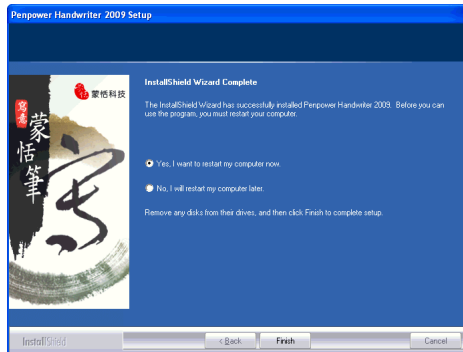 Penpower Handwriter 2009 Setup
蒙恬科技
寫意
蒙恬筆
寫
InstallShield Wizard Complete
The InstallShield Wizard has successfully installed Penpower Handwriter 2009. Before you can
use the program, you must restart your computer.
Yes, I want to restart my computer now.
No, I will restart my computer later.
Remove any disks from their drives, and then click Finish to complete setup.
InstallShield
< Back
Finish
Cancel